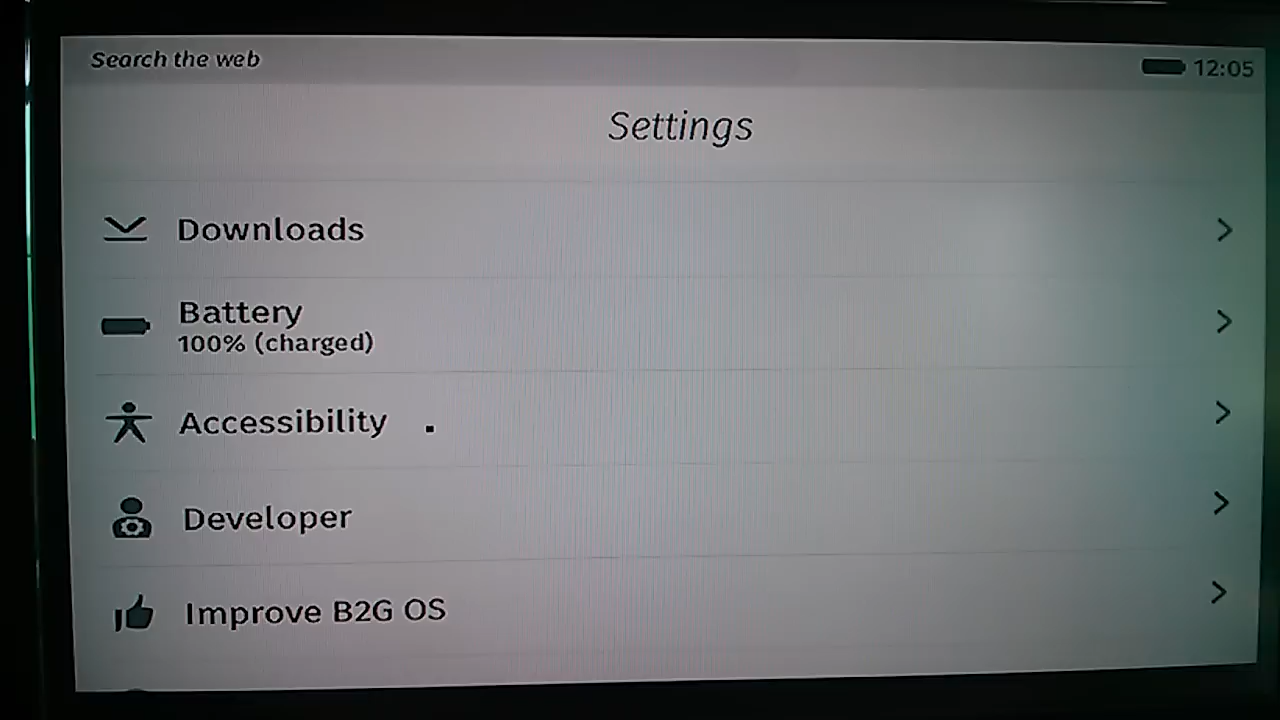 Search the web
12:05
Settings
Downloads
Battery
100% (charged)
Accessibility
Developer
Improve B2G OS